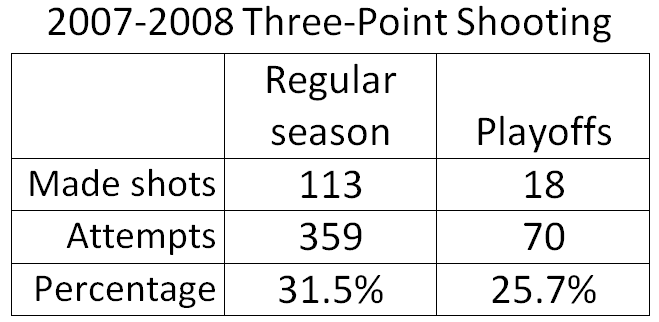 2007-2008 Three-Point Shooting
Regular
season Playoffs
Made shots 113 18
Attempts 359 70
Percentage 31.5% 25.7%